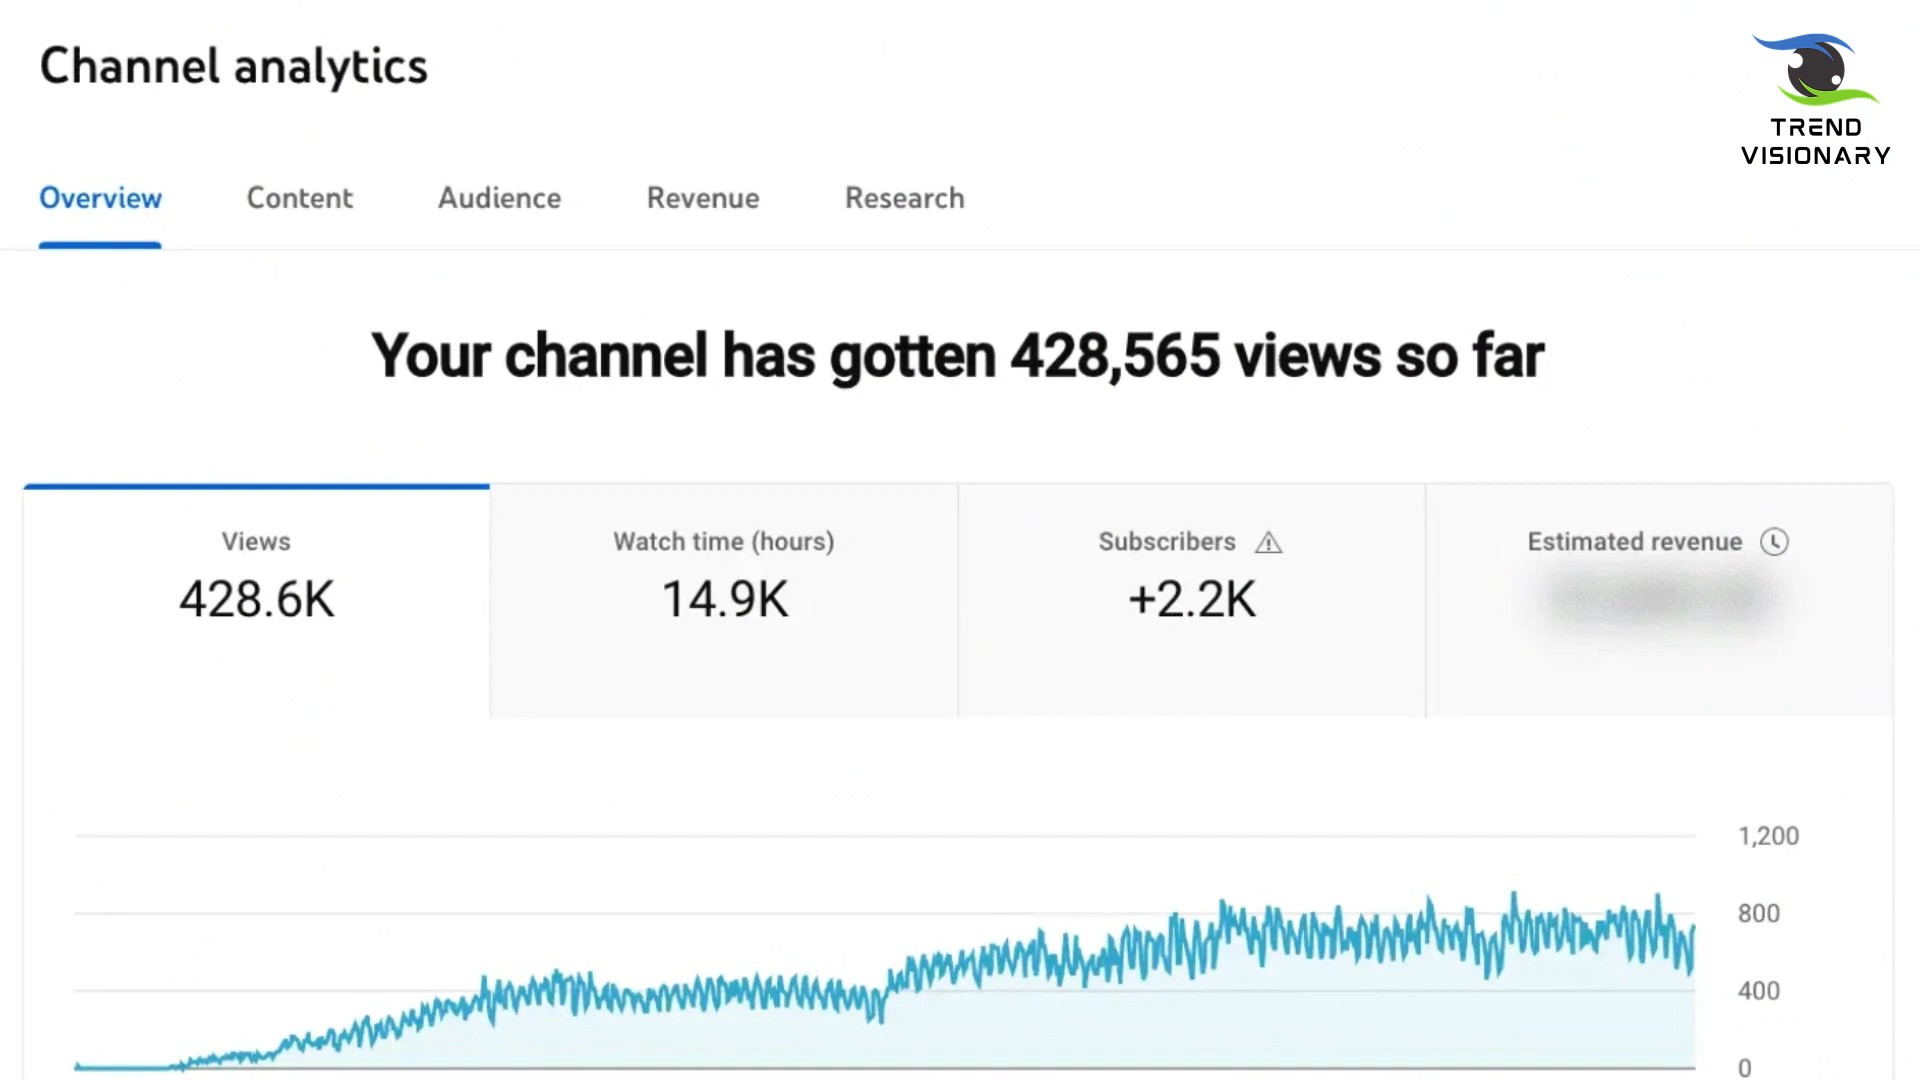 Channel analytics
TREND
VISIONARY
Overview Content Audience Revenue Research
Your channel has gotten 428,565 views so far
Views Watch time (hours) Subscribers Estimated revenue
428.6K 14.9K +2.2K
1,200
800
400
0